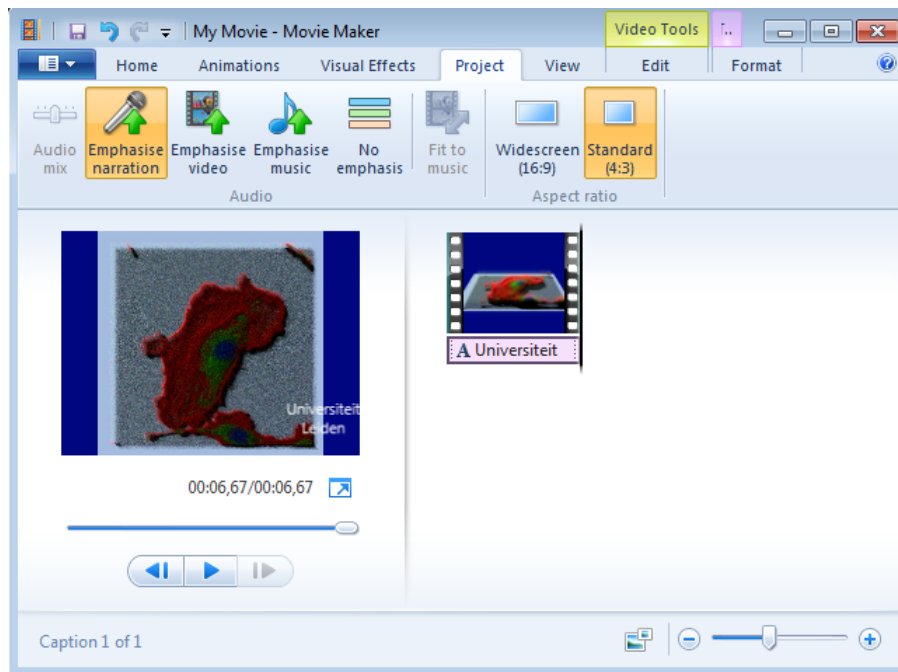 My Movie - Movie Maker
Video Tools
Home
Animations
Visual Effects
Project
View
Edit
Format
Audio mix
Emphasise narration
Emphasise video
Emphasise music
No emphasis
Fit to music
Widescreen (16:9)
Standard (4:3)
Audio
Aspect ratio
Universiteit
Leiden
00:06,67/00:06,67
A Universiteit
Caption 1 of 1